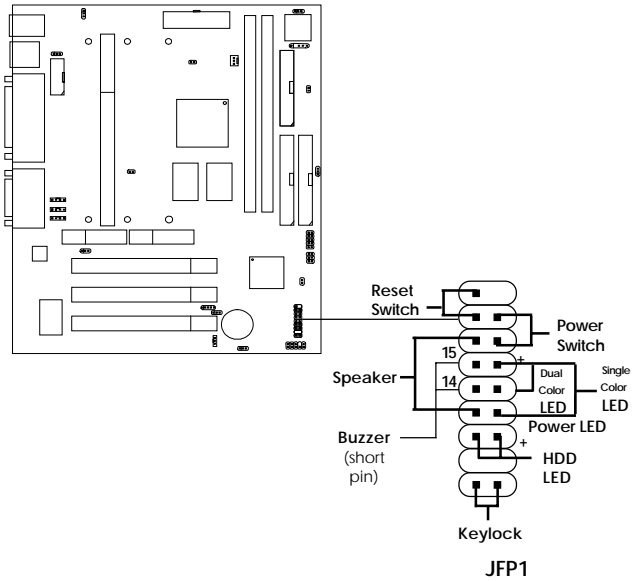 Reset
Switch
Power
Switch
15
+
Dual
Color
LED
Single
Color
LED
Speaker
14
Power LED
+
Buzzer
(short
pin)
HDD
LED
Keylock
JFP1